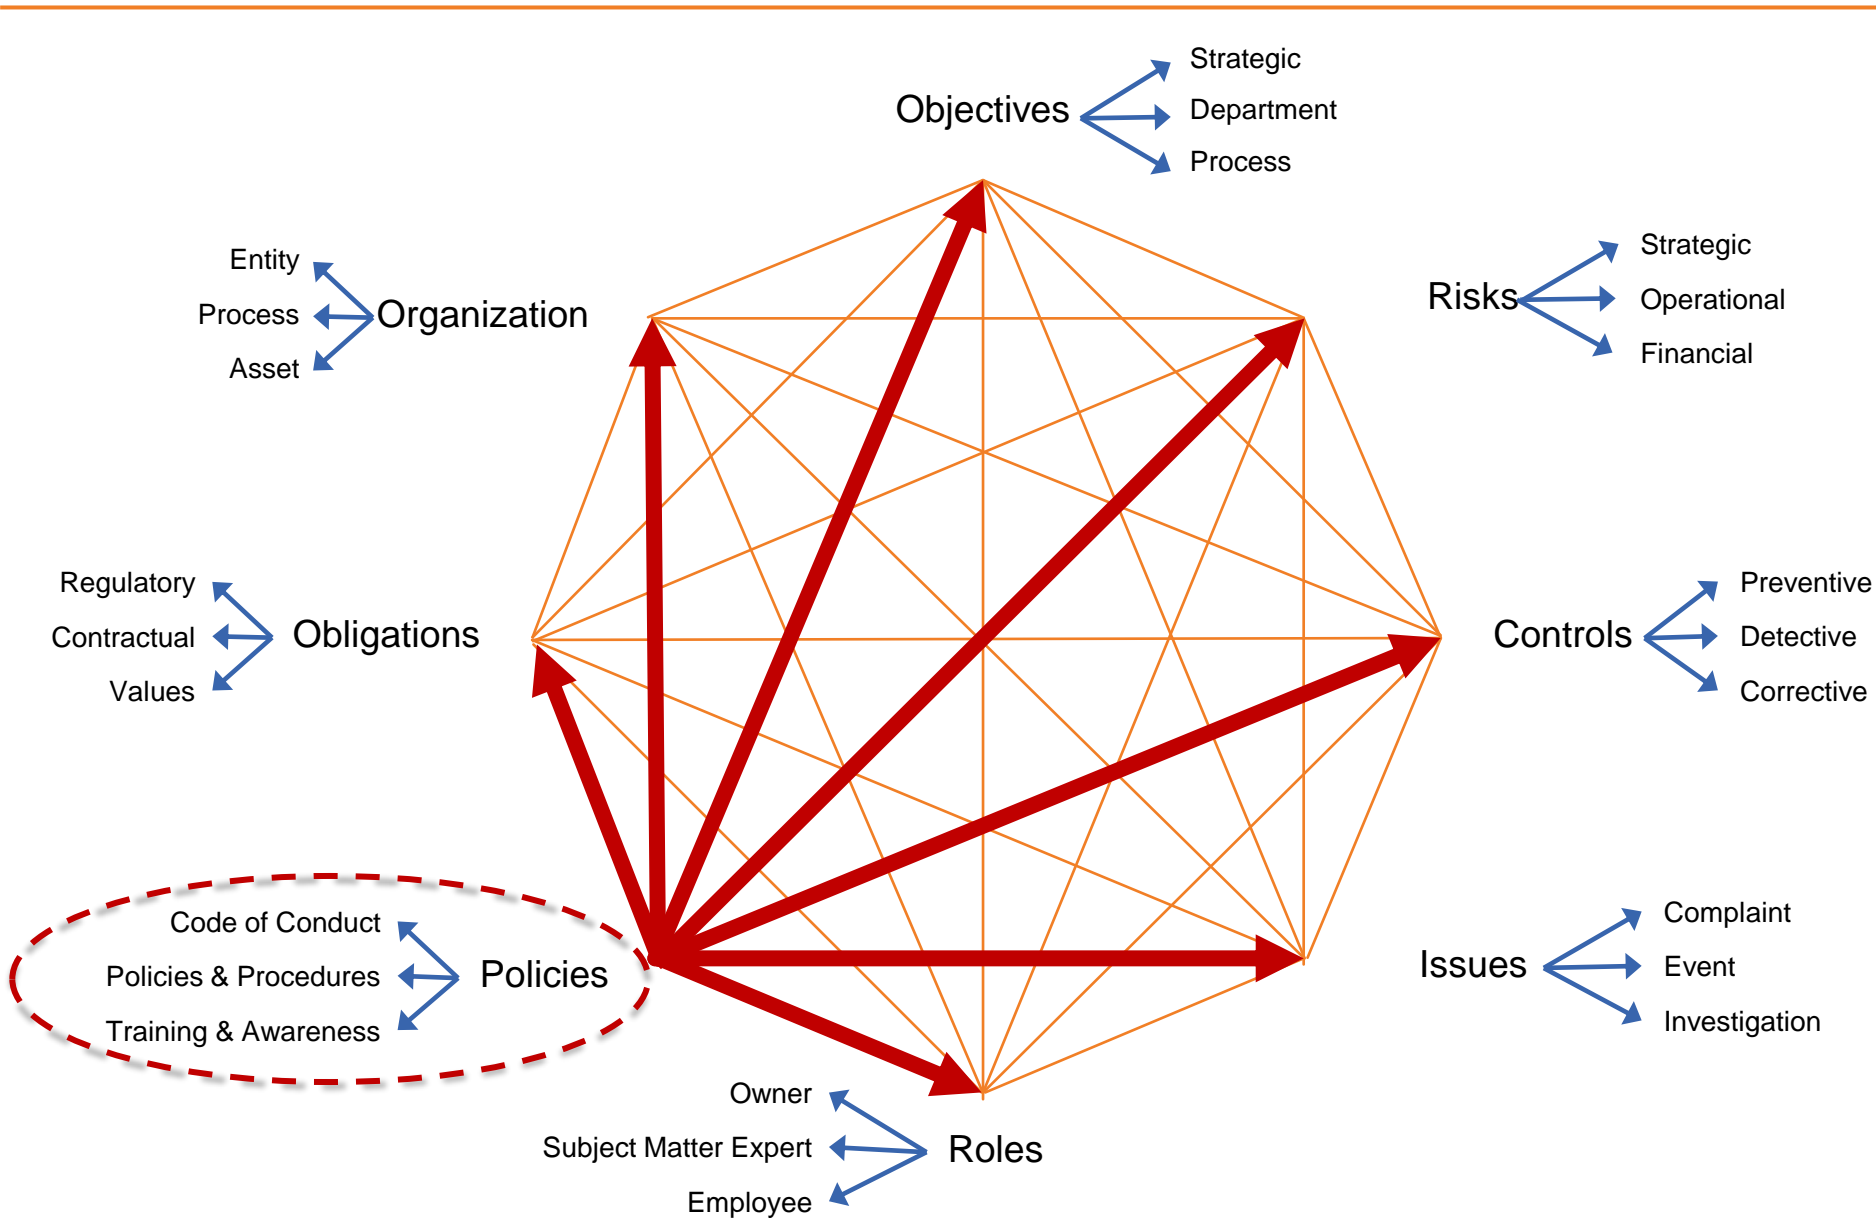 Objectives
Strategic
Department
Process
Risks
Strategic
Operational
Financial
Controls
Preventive
Detective
Corrective
Issues
Complaint
Event
Investigation
Roles
Owner
Subject Matter Expert
Employee
Policies
Code of Conduct
Policies & Procedures
Training & Awareness
Obligations
Regulatory
Contractual
Values
Organization
Entity
Process
Asset